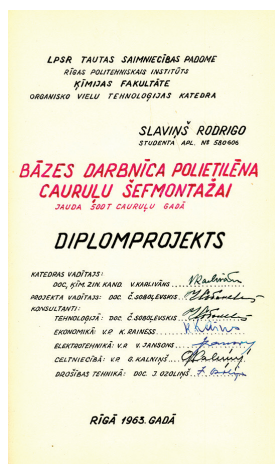 LPSR TAUTAS SAIMNIECĪBAS PADOME
RĪGAS POLITEHNISKAIS INSTITŪTS
ĶĪMIJAS FAKULTĀTE
ORGANISKO VIELU TEHNOLOĢIJAS KATEDRA
SLAVIŅŠ RODRIGO
STUDENTA APL. № 580606
BĀZES DARBNĪCA POLIETILĒNA
CAURUĻU ŠEFMONTAŽAI
JAUDA 500T CAURUĻU GADĀ
DIPLOMPROJEKTS
KATEDRAS VADĪTĀJS:
DOC. ĶĪM. ZIN. KAND. V. KARLIVĀNS
PROJEKTA VADĪTĀJS: DOC. Č. SOBOĻEVSKIS
KONSULTANTI:
TEHNOLOĢIJĀ: DOC. Č. SOBOĻEVSKIS
EKONOMIKĀ: V.P. K. RAINESS
ELEKTROTEHNIKĀ: V.P. V. JANSONS
CELTNIECĪBĀ: V.P. G. KALNIŅŠ
DROŠĪBAS TEHNIKĀ: DOC. J. OZOLIŅŠ
RĪGĀ 1963. GADĀ